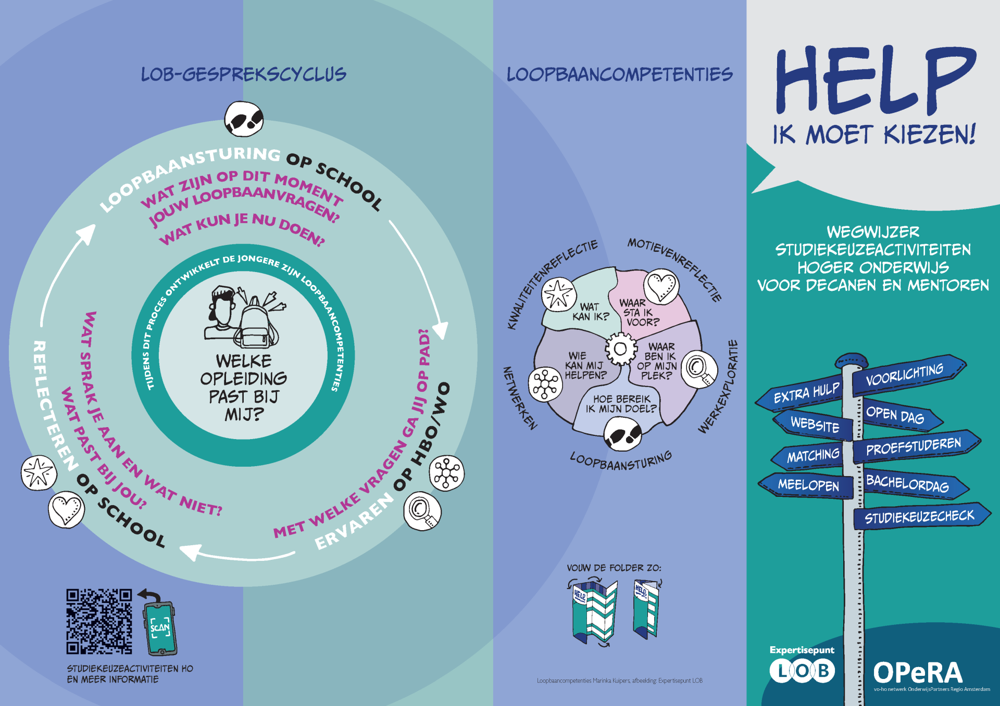 LOB-GESPREKSCYCLUS
LOOPBAANSTURING OP SCHOOL
WAT ZIJN OP DIT MOMENT
JOUW LOOPBAANVRAGEN?
WAT KUN JE NU DOEN?
TIJDENS DIT PROCES ONTWIKKELT DE JONGERE ZIJN LOOPBAANCOMPETENTIES
WELKE
OPLEIDING
PAST BIJ
MIJ?
MET WELKE VRAGEN GA JIJ OP PAD?
ERVAREN OP HBO/WO
WAT SPRAK JE AAN EN WAT NIET?
WAT PAST BIJ JOU?
REFLECTEREN OP SCHOOL
SCAN
STUDIEKEUZEACTIVITEITEN HO
EN MEER INFORMATIE
LOOPBAANCOMPETENTIES
KWALITEITENREFLECTIE
MOTIEVENREFLECTIE
WERKEXPLORATIE
LOOPBAANSTURING
NETWERKEN
WAT
KAN IK?
WAAR
STA IK
VOOR?
WAAR
BEN IK
OP MIJN
PLEK?
HOE BEREIK
IK MIJN DOEL?
WIE
KAN MIJ
HELPEN?
VOUW DE FOLDER ZO:
HELP
HELP
Loopbaancompetenties Marinka Kuipers, afbeelding: Expertisepunt LOB
HELP
IK MOET KIEZEN!
WEGWIJZER
STUDIEKEUZEACTIVITEITEN
HOGER ONDERWIJS
VOOR DECANEN EN MENTOREN
VOORLICHTING
EXTRA HULP
OPEN DAG
WEBSITE
PROEFSTUDEREN
MATCHING
BACHELORDAG
MEELOPEN
STUDIEKEUZECHECK
Expertisepunt
LOB
OPeRA
vo-ho netwerk OnderwijsPartners Regio Amsterdam